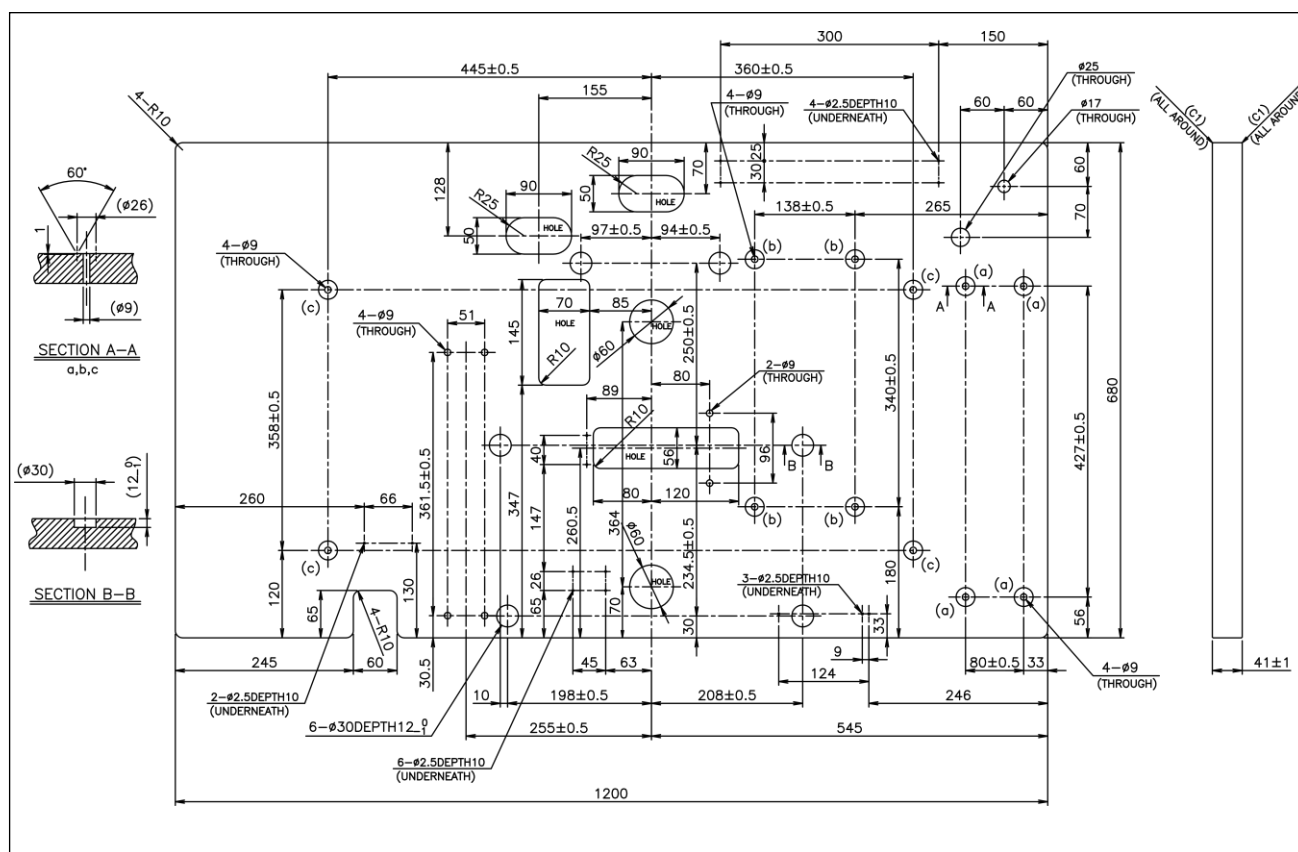 300
150
445±0.5
360±0.5
ø25
(THROUGH)
155
4-ø9
(THROUGH)
4-ø2.5DEPTH10
(UNDERNEATH)
60
60
ø17
(THROUGH)
(C1)
(ALL AROUND)
(C1)
(ALL AROUND)
4-R10
90
R25
50
HOLE
70
25
30
60
70
128
90
R25
50
HOLE
60°
(ø26)
1
(ø9)
SECTION A-A
a,b,c
138±0.5
265
97±0.5
94±0.5
4-ø9
(THROUGH)
(b)
(b)
(c)
(c)
(a)
(a)
A
A
70
85
HOLE
145
R10
HOLE
ø60
250±0.5
51
4-ø9
(THROUGH)
2-ø9
(THROUGH)
80
89
R10
340±0.5
680
427±0.5
358±0.5
361.5±0.5
40
HOLE
56
96
B
B
(ø30)
(12-⁰₁)
SECTION B-B
260
66
347
147
260.5
80
120
364
(b)
(b)
234.5±0.5
180
(c)
(c)
120
130
65
4-R10
26
65
ø60
HOLE
70
30
3-ø2.5DEPTH10
(UNDERNEATH)
33
(a)
(a)
56
245
60
30.5
45
63
9
124
80±0.5
33
4-ø9
(THROUGH)
41±1
2-ø2.5DEPTH10
(UNDERNEATH)
10
198±0.5
208±0.5
246
6-ø30DEPTH12-⁰₁
255±0.5
545
6-ø2.5DEPTH10
(UNDERNEATH)
1200